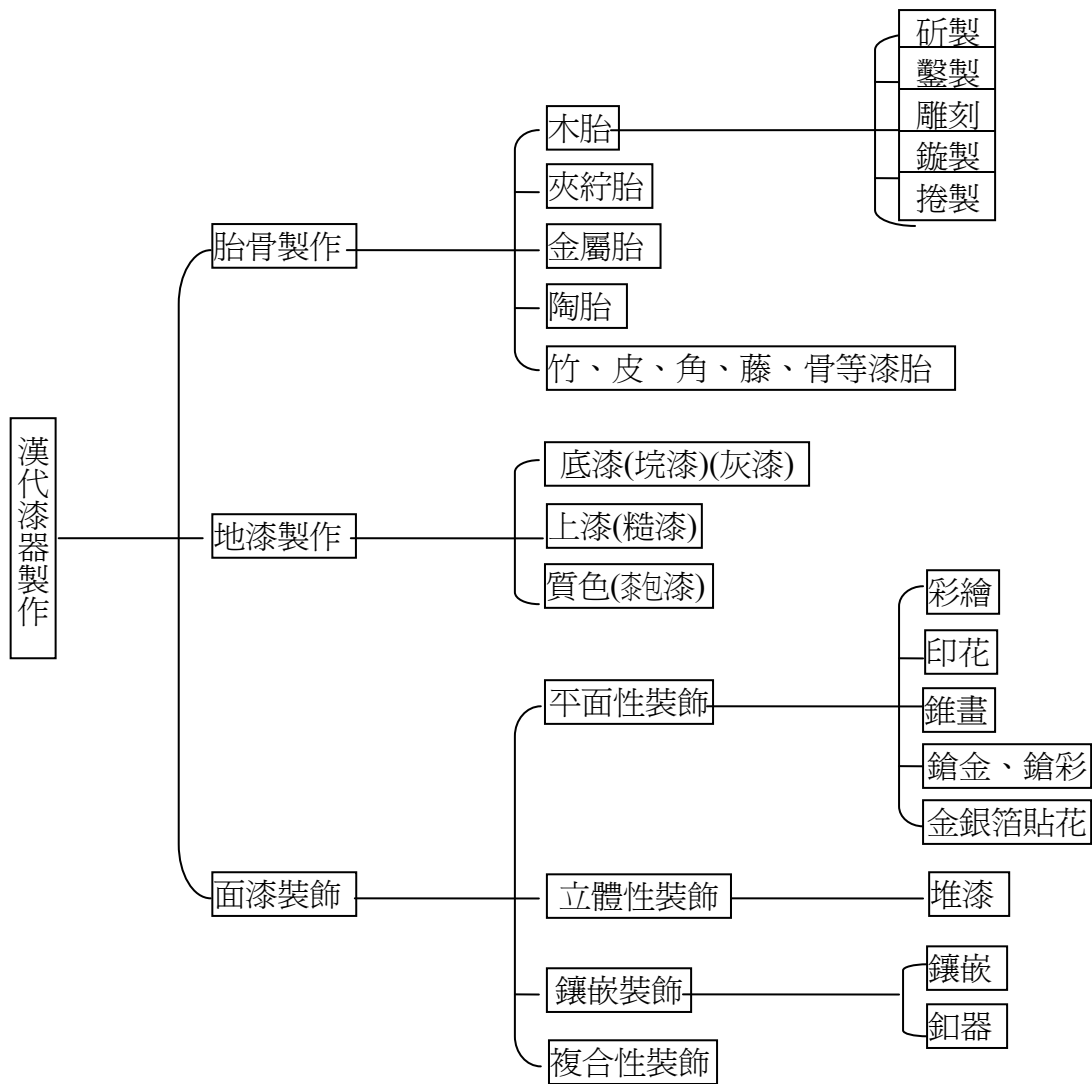 漢代漆器製作
胎骨製作
木胎
斫製
鑿製
雕刻
鏇製
捲製
夾紵胎
金屬胎
陶胎
竹、皮、角、藤、骨等漆胎
地漆製作
底漆(垸漆)(灰漆)
上漆(糙漆)
質色(䰍漆)
面漆裝飾
平面性裝飾
彩繪
印花
錐畫
鎗金、鎗彩
金銀箔貼花
立體性裝飾
堆漆
鑲嵌裝飾
鑲嵌
釦器
複合性裝飾